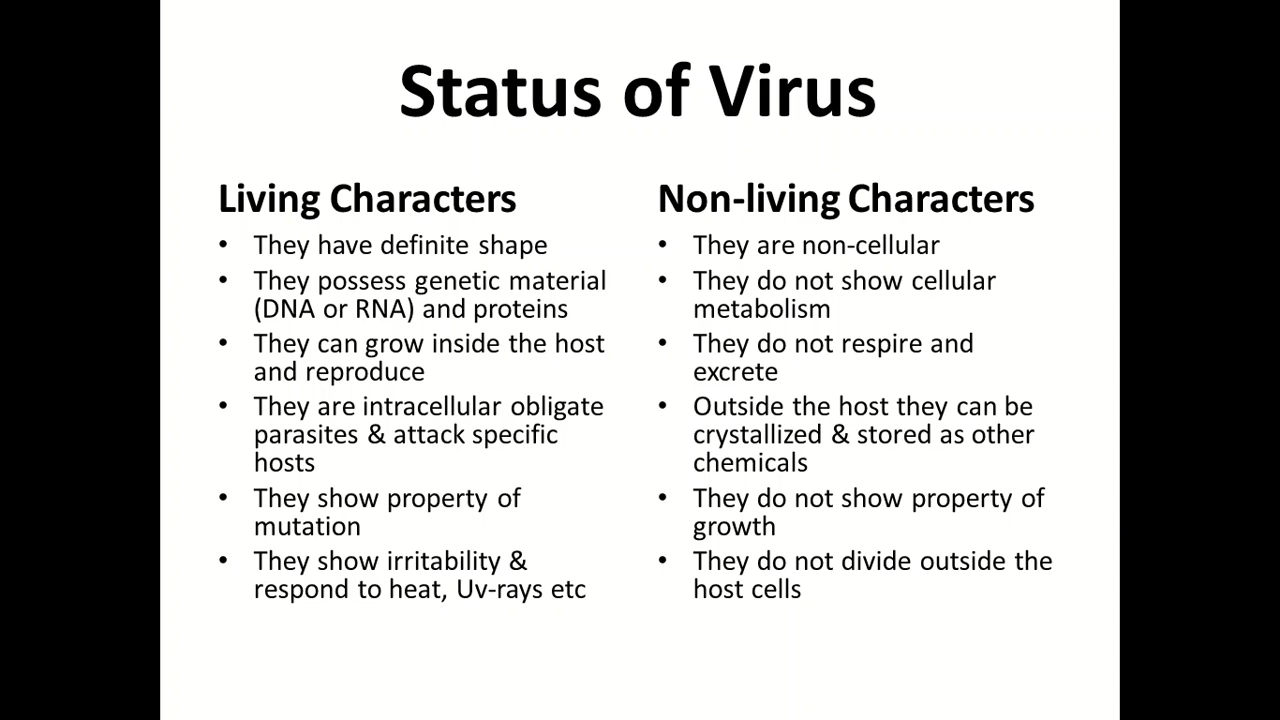 Status of Virus
Living Characters
• They have definite shape
• They possess genetic material
(DNA or RNA) and proteins
• They can grow inside the host
and reproduce
• They are intracellular obligate
parasites & attack specific
hosts
• They show property of
mutation
• They show irritability &
respond to heat, Uv-rays etc
Non-living Characters
• They are non-cellular
• They do not show cellular
metabolism
• They do not respire and
excrete
• Outside the host they can be
crystallized & stored as other
chemicals
• They do not show property of
growth
• They do not divide outside the
host cells